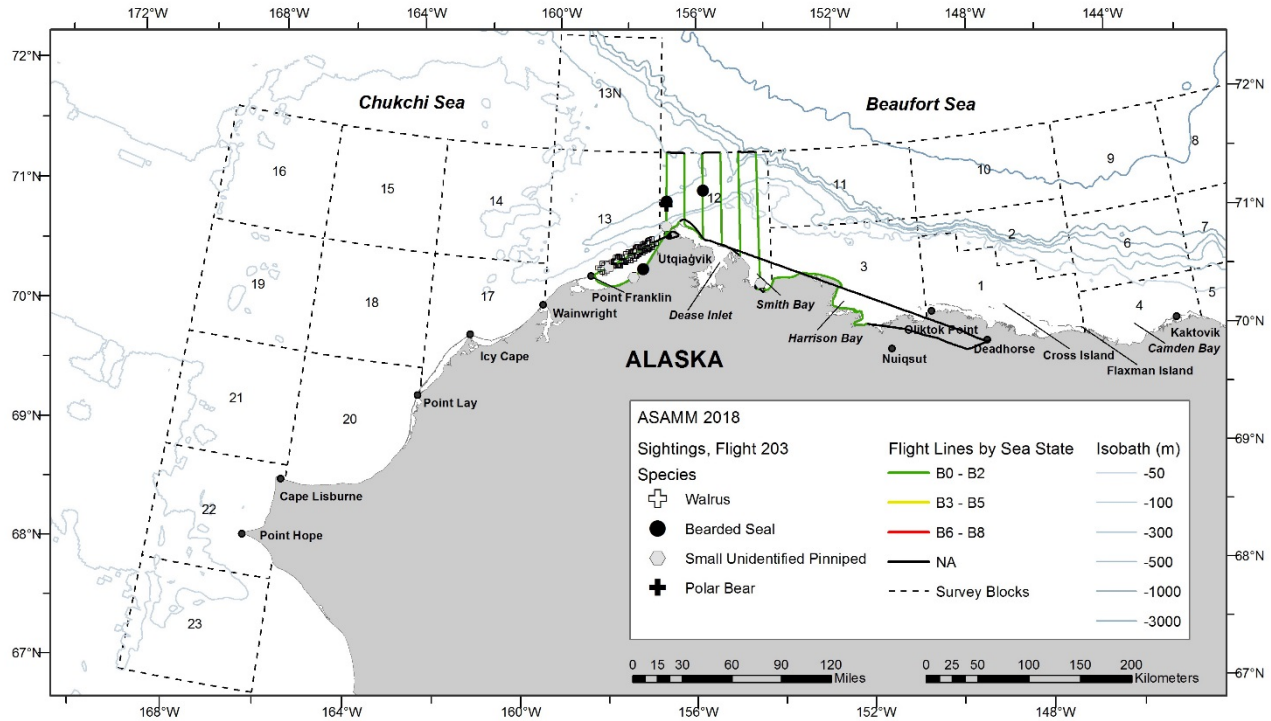 172°W 168°W 164°W 160°W 156°W 152°W 148°W 144°W
72°N
72°N
Chukchi Sea
Beaufort Sea
13N
8
9
10
16
15
14
11
12
13
71°N
71°N
7
2
6
3
Utqiaġvik
19
18
17
1
5
4
Point Franklin
Smith Bay
Dease Inlet
70°N
70°N
Wainwright
Harrison Bay
Oliktok Point
Kaktovik
Camden Bay
Deadhorse
Cross Island
Flaxman Island
Nuiqsut
Icy Cape
ALASKA
21
20
Point Lay
69°N
69°N
Cape Lisburne
22
Point Hope
68°N
68°N
23
67°N
67°N
ASAMM 2018
Sightings, Flight 203
Species
Walrus
Bearded Seal
Small Unidentified Pinniped
Polar Bear
Flight Lines by Sea State
B0 - B2
B3 - B5
B6 - B8
NA
Survey Blocks
Isobath (m)
-50
-100
-300
-500
-1000
-3000
0 15 30 60 90 120
Miles
0 25 50 100 150 200
Kilometers
168°W 164°W 160°W 156°W 152°W 148°W